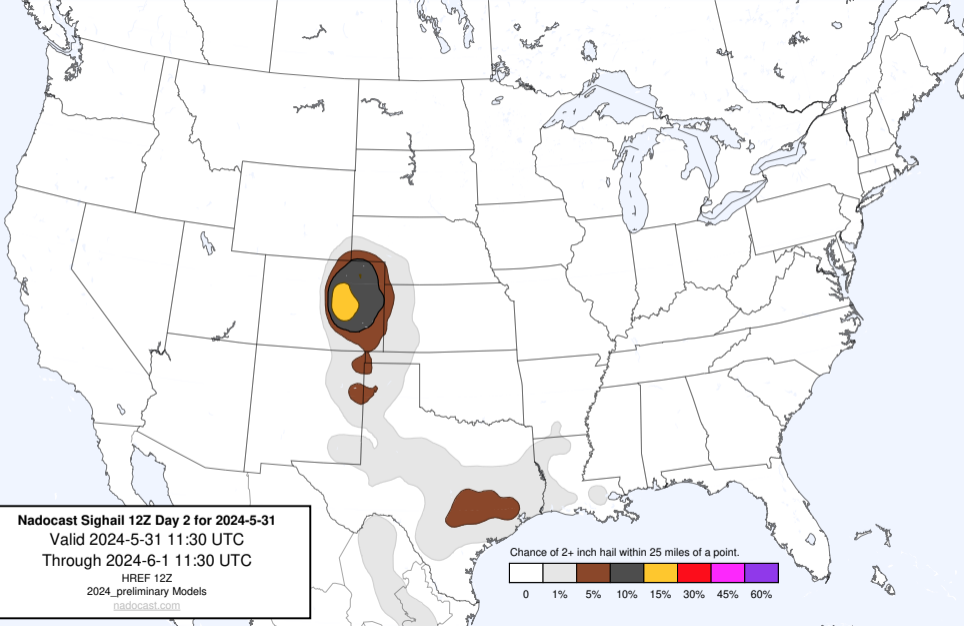 Nadocast Sighail 12Z Day 2 for 2024-5-31
Valid 2024-5-31 11:30 UTC
Through 2024-6-1 11:30 UTC
HREF 12Z
2024_preliminary Models
nadocast.com
Chance of 2+ inch hail within 25 miles of a point.
0 1% 5% 10% 15% 30% 45% 60%